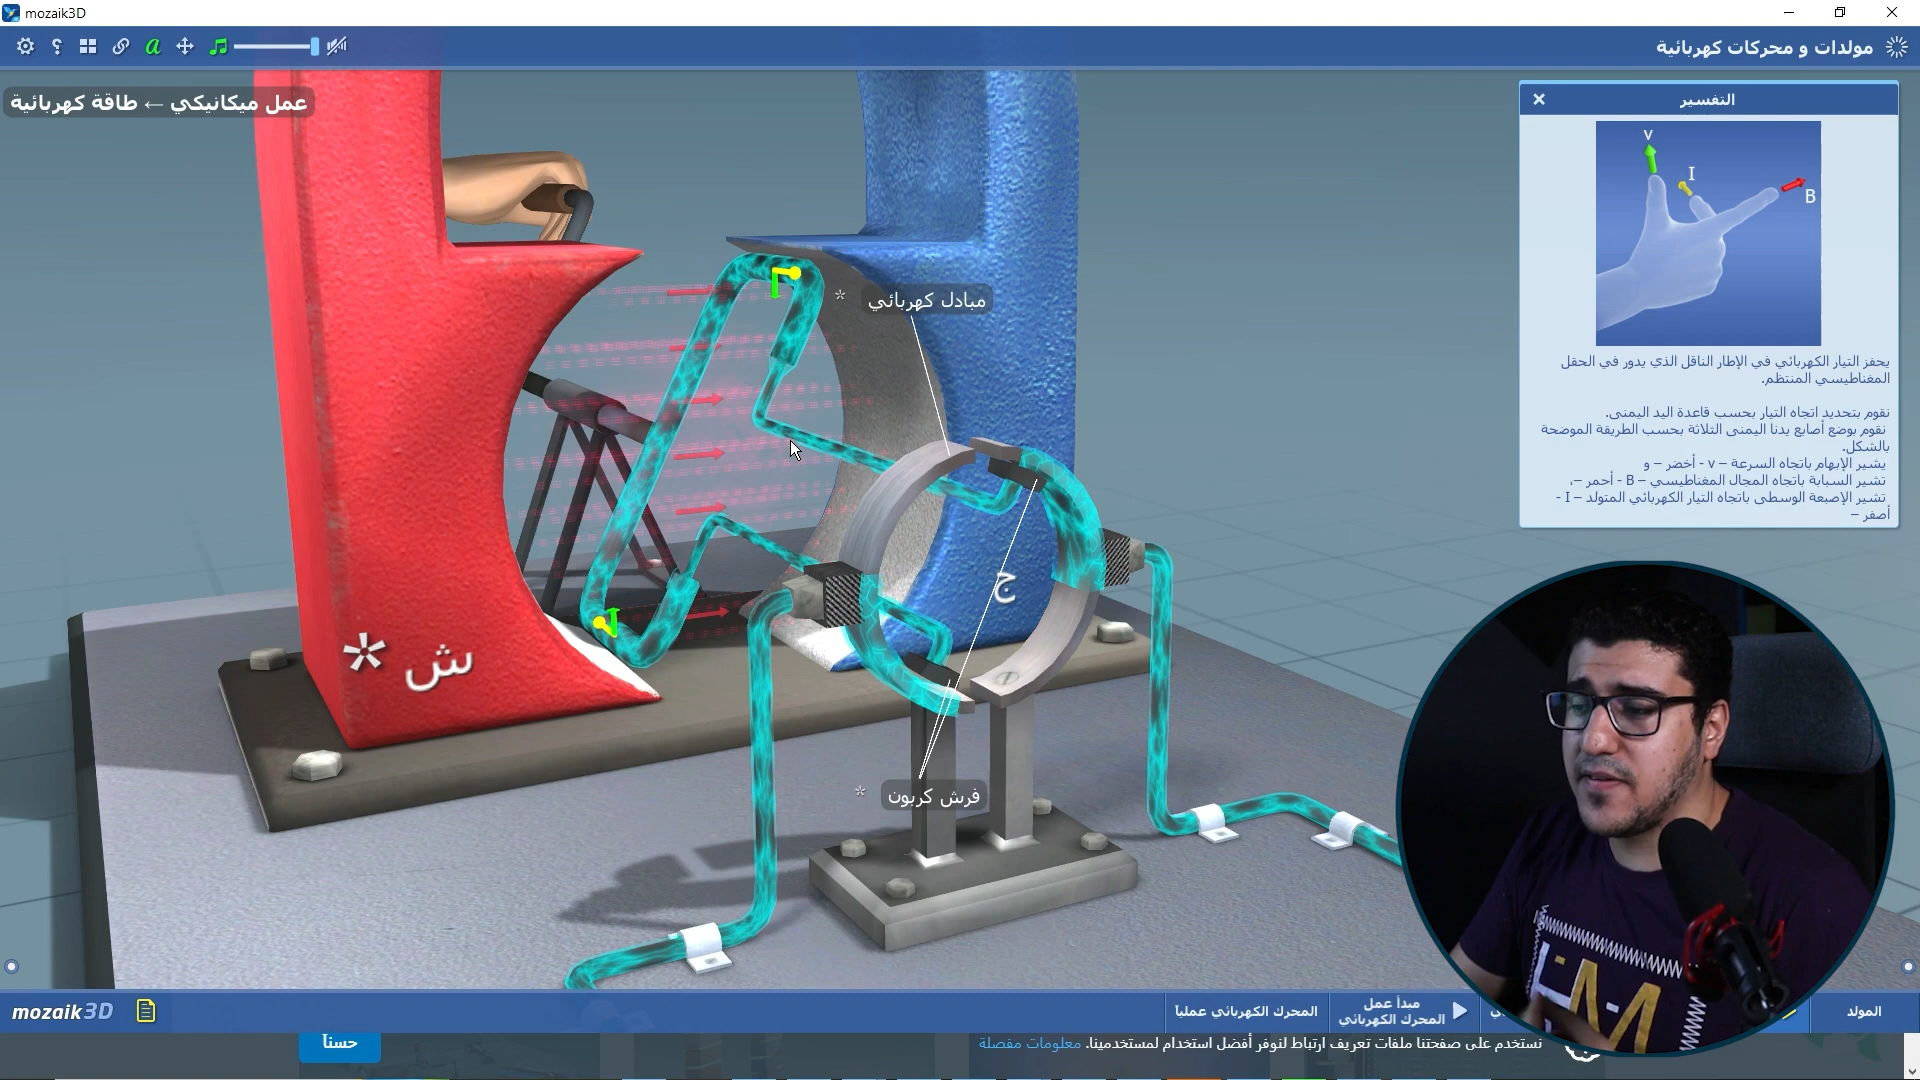 mozaik3D
مولدات و محركات كهربائية
عمل ميكانيكي ← طاقة كهربائية
التفسير
v
I
B
يحفز التيار الكهربائي في الإطار الناقل الذي يدور في الحقل
المغناطيسي المنتظم.
نقوم بتحديد اتجاه التيار بحسب قاعدة اليد اليمنى.
نقوم بوضع أصابع يدنا اليمنى الثلاثة بحسب الطريقة الموضحة
بالشكل.
يشير الإبهام باتجاه السرعة – v - أخضر – و
تشير السبابة باتجاه المجال المغناطيسي – B - أحمر –،
تشير الإصبعة الوسطى باتجاه التيار الكهربائي المتولد – I -
أصفر –
مبادل كهربائي *
ج
ش *
فرش كربون *
mozaik3D
المولد
مبدأ عمل
المحرك الكهربائي
المحرك الكهربائي عملياً
نستخدم على صفحتنا ملفات تعريف ارتباط لنوفر أفضل استخدام لمستخدمينا. معلومات مفصلة
حسناً